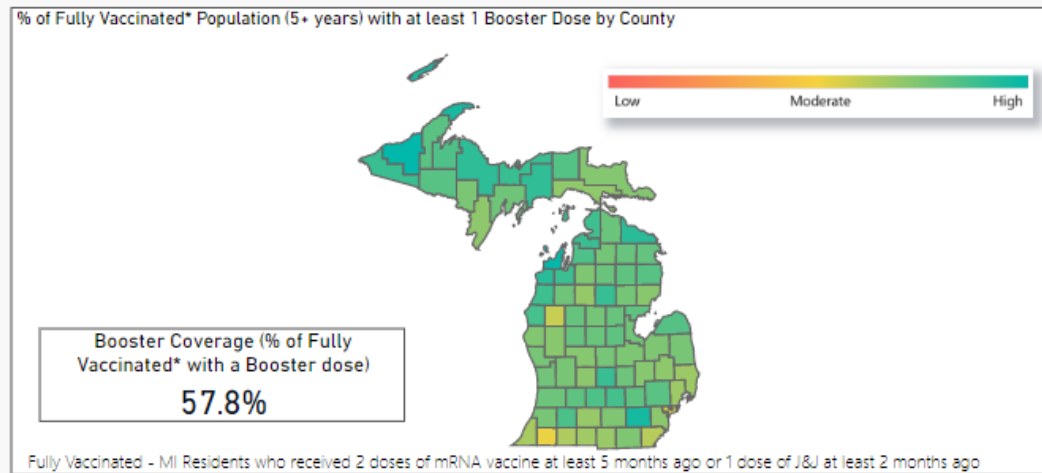 % of Fully Vaccinated* Population (5+ years) with at least 1 Booster Dose by County
Low Moderate High
Booster Coverage (% of Fully
Vaccinated* with a Booster dose)
57.8%
Fully Vaccinated - MI Residents who received 2 doses of mRNA vaccine at least 5 months ago or 1 dose of J&J at least 2 months ago